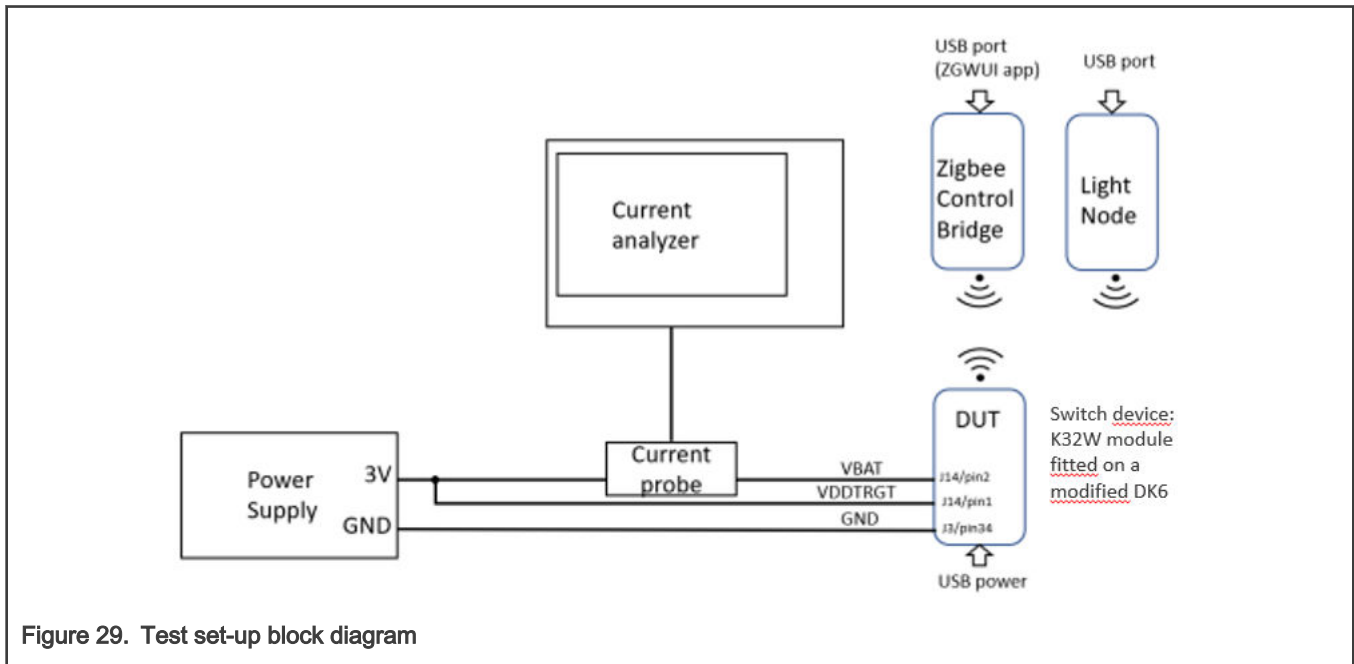 USB port
(ZGWUI app)
USB port
Zigbee
Control
Bridge
Light
Node
Current
analyzer
Power
Supply
3V
GND
Current
probe
VBAT
VDDTRGT
GND
DUT
J14/pin2
J14/pin1
J3/pin34
USB power
Switch device:
K32W module
fitted on a
modified DK6
Figure 29. Test set-up block diagram